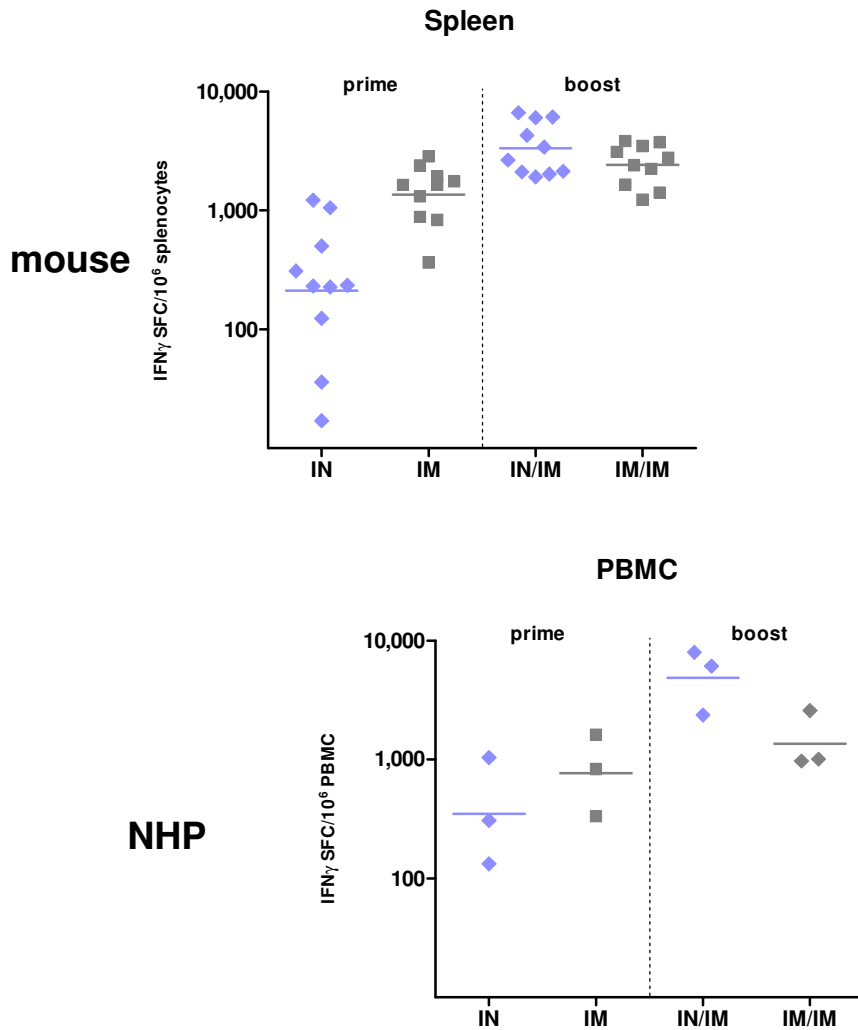 Spleen
prime boost
10,000
1,000
100
IFNγ SFC/10⁶ splenocytes
mouse
IN IM IN/IM IM/IM
PBMC
prime boost
10,000
1,000
100
IFNγ SFC/10⁶ PBMC
NHP
IN IM IN/IM IM/IM